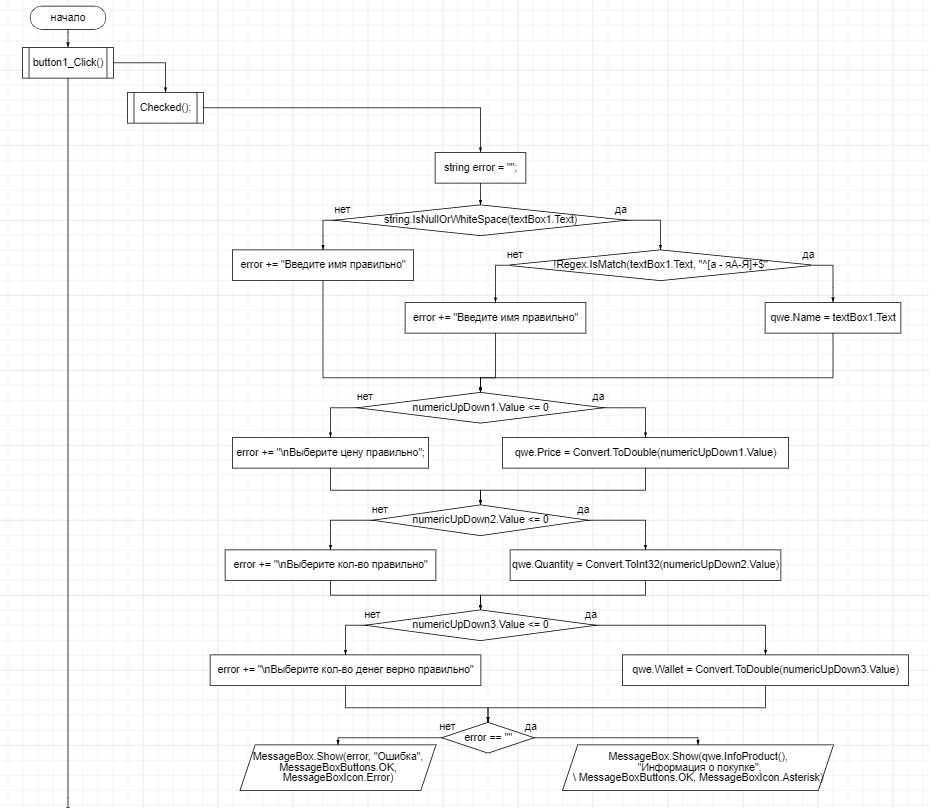 начало
button1_Click()
Checked();
string error = "";
нет
string.IsNullOrWhiteSpace(textBox1.Text)
да
error += "Введите имя правильно"
нет
!Regex.IsMatch(textBox1.Text, "^[а - яА-Я]+$"
да
error += "Введите имя правильно"
qwe.Name = textBox1.Text
нет
да
numericUpDown1.Value <= 0
error += "\nВыберите цену правильно";
qwe.Price = Convert.ToDouble(numericUpDown1.Value)
нет
да
numericUpDown2.Value <= 0
error += "\nВыберите кол-во правильно"
qwe.Quantity = Convert.ToInt32(numericUpDown2.Value)
нет
да
numericUpDown3.Value <= 0
error += "\nВыберите кол-во денег верно правильно"
qwe.Wallet = Convert.ToDouble(numericUpDown3.Value)
нет
да
error == ""
MessageBox.Show(error, "Ошибка",
MessageBoxButtons.OK,
MessageBoxIcon.Error)
MessageBox.Show(qwe.InfoProduct(),
"Информация о покупке",
\ MessageBoxButtons.OK, MessageBoxIcon.Asterisk)